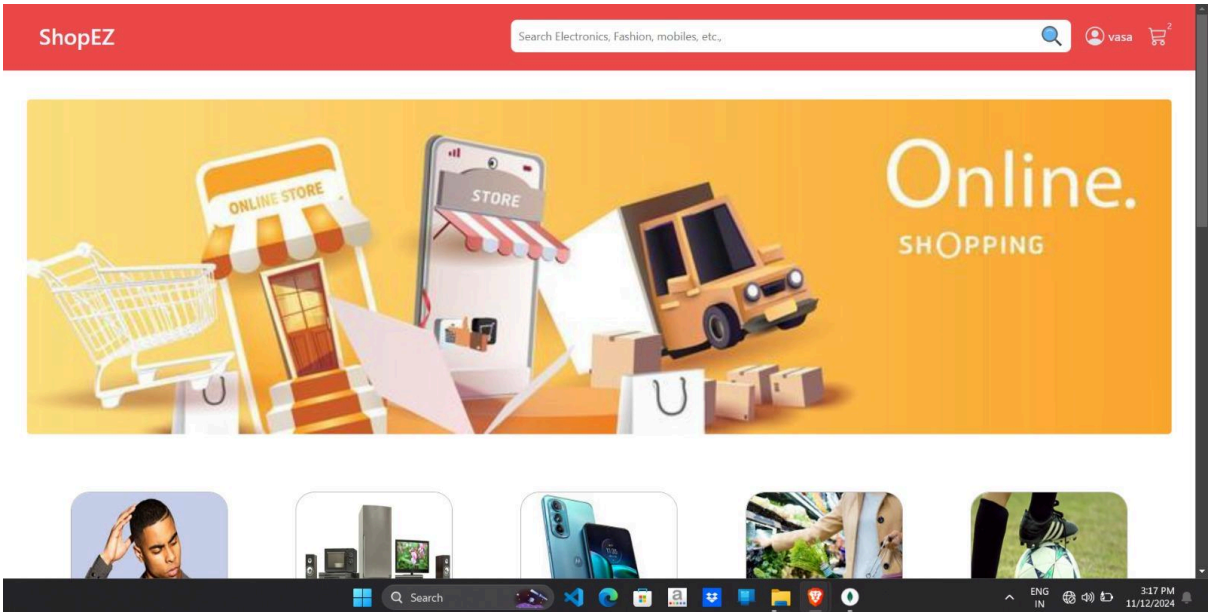 ShopEZ
Search Electronics, Fashion, mobiles, etc.,
vasa
2
ONLINE STORE
STORE
Online.
SHOPPING
Search
a
ENG
IN
3:17 PM
11/12/2024